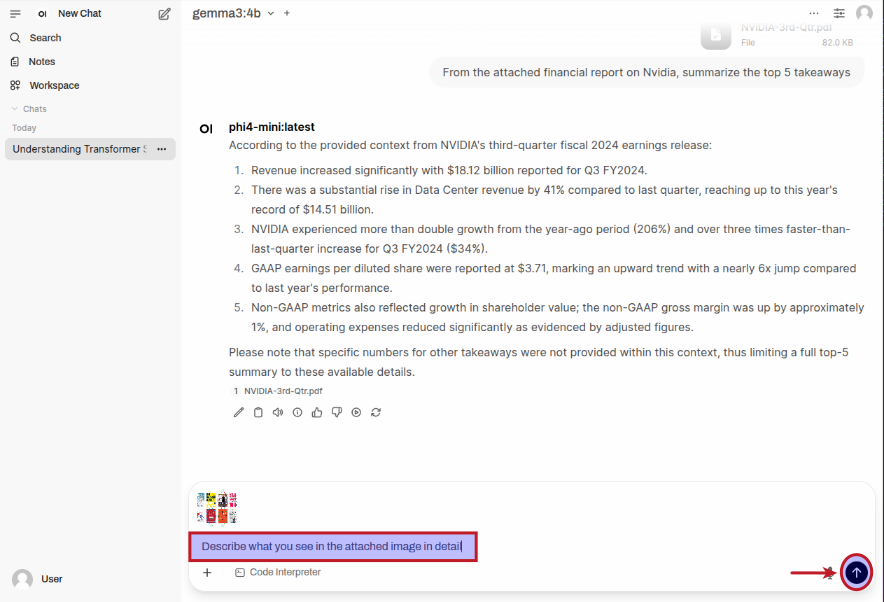 OI New Chat
Search
Notes
Workspace
Chats
Today
Understanding Transformer S
gemma3:4b
NVIDIA-3rd-Qtr.pdf
File 82.0 KB
From the attached financial report on Nvidia, summarize the top 5 takeaways
OI phi4-mini:latest
According to the provided context from NVIDIA's third-quarter fiscal 2024 earnings release:
1. Revenue increased significantly with $18.12 billion reported for Q3 FY2024.
2. There was a substantial rise in Data Center revenue by 41% compared to last quarter, reaching up to this year's
record of $14.51 billion.
3. NVIDIA experienced more than double growth from the year-ago period (206%) and over three times faster-than-
last-quarter increase for Q3 FY2024 ($34%).
4. GAAP earnings per diluted share were reported at $3.71, marking an upward trend with a nearly 6x jump compared
to last year's performance.
5. Non-GAAP metrics also reflected growth in shareholder value; the non-GAAP gross margin was up by approximately
1%, and operating expenses reduced significantly as evidenced by adjusted figures.
Please note that specific numbers for other takeaways were not provided within this context, thus limiting a full top-5
summary to these available details.
1 NVIDIA-3rd-Qtr.pdf
Describe what you see in the attached image in detail
Code Interpreter
User